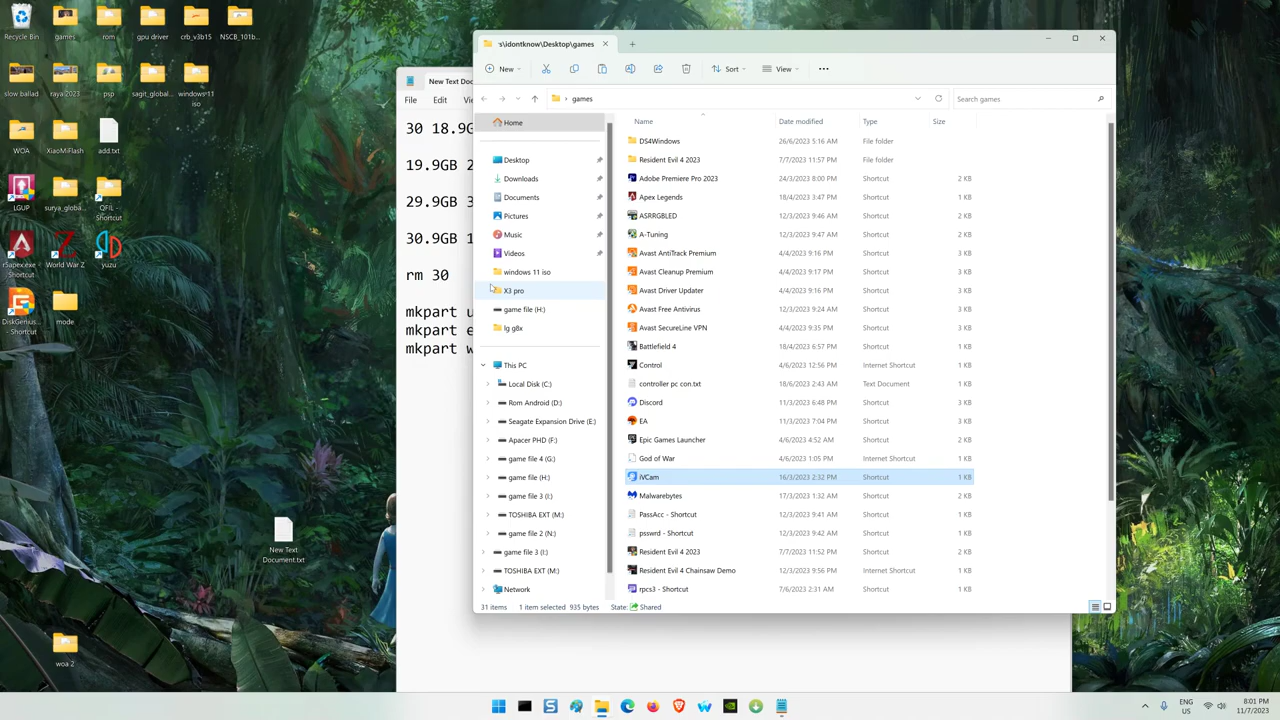 Recycle Bin
games
rom
gpu driver
crb_v3b15
NSCB_101b...
slow ballad
raya 2023
psp
sagit_global...
windows 11
iso
WOA
XiaoMiFlash
add.txt
LGUP
surya_globa...
QFIL -
Shortcut
r5apex.exe
- Shortcut
World War Z
yuzu
DiskGenius
- Shortcut
mode
New Text
Document.txt
woa 2
New Text Doc
File
Edit
30 18.9G
19.9GB 2
29.9GB 3
30.9GB 1
rm 30
mkpart
mkpart
mkpart
s\idontknow\Desktop\games
New
Sort
View
games
Search games
Home
Desktop
Downloads
Documents
Pictures
Music
Videos
windows 11 iso
X3 pro
game file (H:)
lg g8x
This PC
Local Disk (C:)
Rom Android (D:)
Seagate Expansion Drive (E:)
Apacer PHD (F:)
game file 4 (G:)
game file (H:)
game file 3 (I:)
TOSHIBA EXT (M:)
game file 2 (N:)
game file 3 (I:)
TOSHIBA EXT (M:)
Network
Name Date modified Type Size
DS4Windows 26/6/2023 5:16 AM File folder
Resident Evil 4 2023 7/7/2023 11:57 PM File folder
Adobe Premiere Pro 2023 24/3/2023 8:00 PM Shortcut 2 KB
Apex Legends 18/4/2023 3:47 PM Shortcut 1 KB
ASRRGBLED 12/3/2023 9:46 AM Shortcut 2 KB
A-Tuning 12/3/2023 9:47 AM Shortcut 2 KB
Avast AntiTrack Premium 4/4/2023 9:16 PM Shortcut 3 KB
Avast Cleanup Premium 4/4/2023 9:17 PM Shortcut 3 KB
Avast Driver Updater 4/4/2023 9:16 PM Shortcut 3 KB
Avast Free Antivirus 4/4/2023 9:16 PM Shortcut 3 KB
Avast SecureLine VPN 4/4/2023 9:35 PM Shortcut 3 KB
Battlefield 4 18/4/2023 6:57 PM Shortcut 1 KB
Control 4/6/2023 12:56 PM Internet Shortcut 1 KB
controller pc con.txt 18/6/2023 2:43 AM Text Document 1 KB
Discord 11/3/2023 6:48 PM Shortcut 3 KB
EA 11/3/2023 7:04 PM Shortcut 3 KB
Epic Games Launcher 4/6/2023 4:52 AM Shortcut 2 KB
God of War 4/6/2023 1:05 PM Internet Shortcut 1 KB
iVCam 16/3/2023 2:32 PM Shortcut 1 KB
Malwarebytes 17/3/2023 1:32 AM Shortcut 2 KB
PassAcc - Shortcut 12/3/2023 9:41 AM Shortcut 1 KB
psswrd - Shortcut 12/3/2023 9:42 AM Shortcut 1 KB
Resident Evil 4 2023 7/7/2023 11:52 PM Shortcut 2 KB
Resident Evil 4 Chainsaw Demo 12/3/2023 9:56 PM Internet Shortcut 1 KB
rpcs3 - Shortcut 7/6/2023 2:31 AM Shortcut 1 KB
31 items 1 item selected 935 bytes State: Shared
ENG
US
8:01 PM
11/7/2023